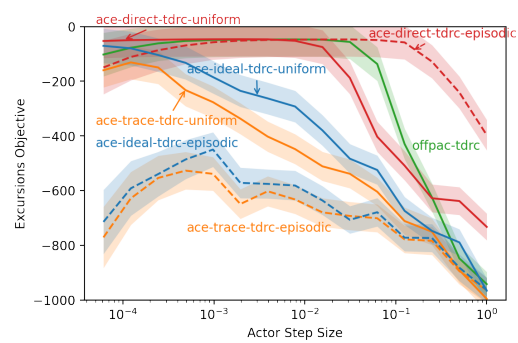 ace-direct-tdrc-uniform
ace-direct-tdrc-episodic
ace-ideal-tdrc-uniform
ace-trace-tdrc-uniform
ace-ideal-tdrc-episodic
offpac-tdrc
ace-trace-tdrc-episodic
Excursions Objective
0
−200
−400
−600
−800
−1000
10⁻⁴
10⁻³
10⁻²
10⁻¹
10⁰
Actor Step Size